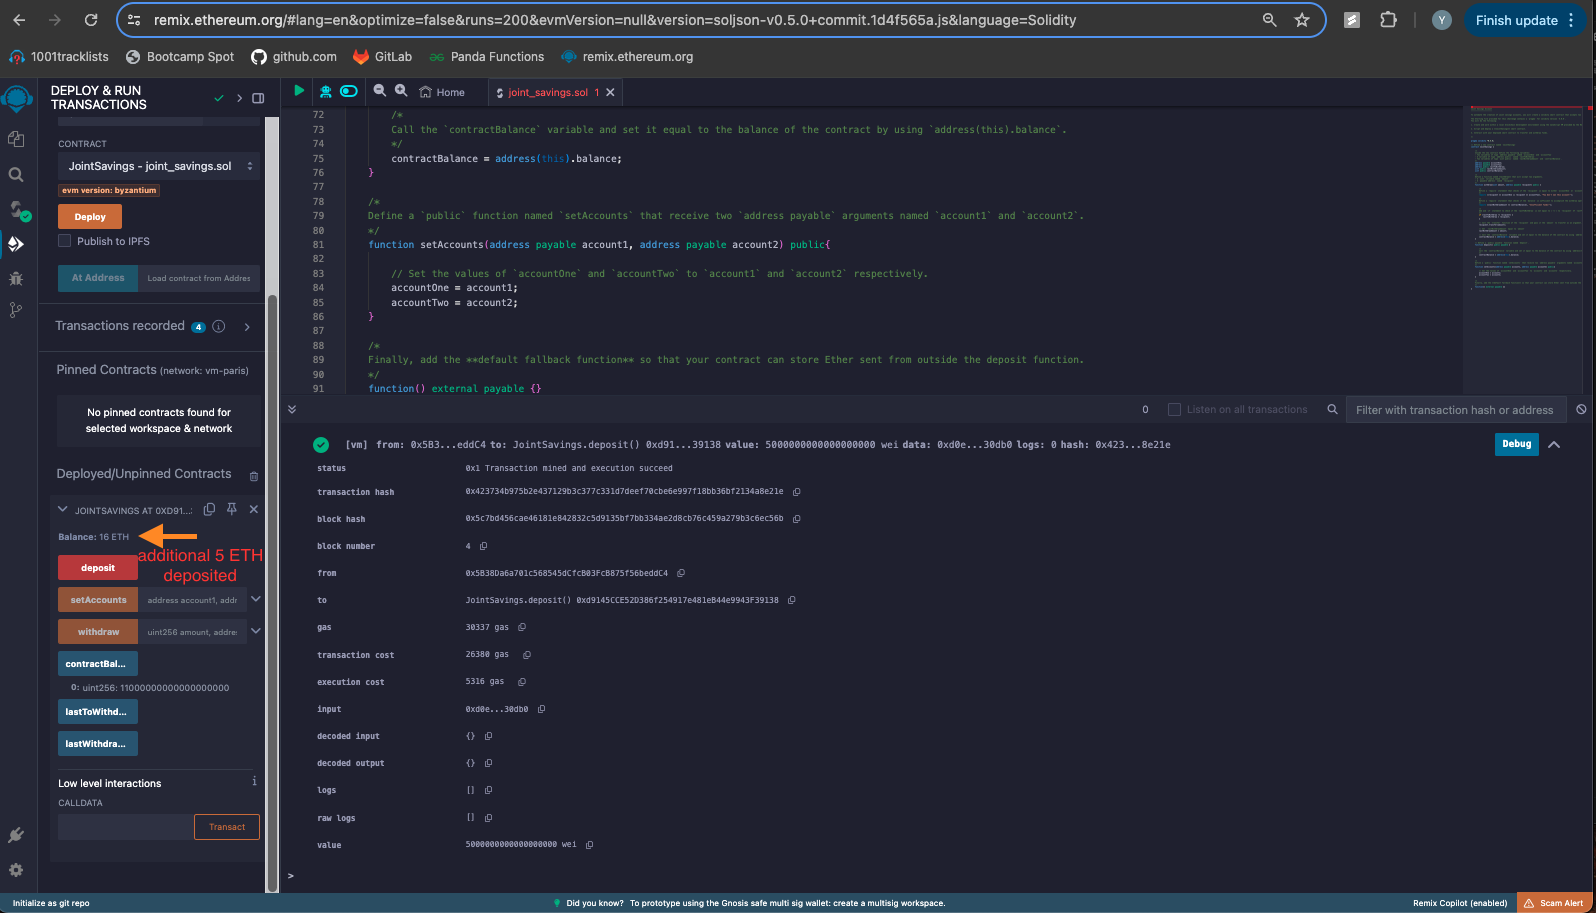 remix.ethereum.org/#lang=en&optimize=false&runs=200&evmVersion=null&version=soljson-v0.5.0+commit.1d4f565a.js&language=Solidity
Y
Finish update
1001tracklists
Bootcamp Spot
github.com
GitLab
Panda Functions
remix.ethereum.org
DEPLOY & RUN
TRANSACTIONS
CONTRACT
JointSavings - joint_savings.sol
evm version: byzantium
Deploy
Publish to IPFS
At Address
Load contract from Addres
Transactions recorded 4 i
Pinned Contracts (network: vm-paris)
No pinned contracts found for
selected workspace & network
Deployed/Unpinned Contracts
JOINTSAVINGS AT 0XD91...:
Balance: 16 ETH
additional 5 ETH
deposited
deposit
setAccounts
address account1, addr
withdraw
uint256 amount, addre
contractBal...
0: uint256: 11000000000000000000
lastToWithd...
lastWithdra...
Low level interactions
i
CALLDATA
Transact
Home
joint_savings.sol 1
72 /*
73 Call the `contractBalance` variable and set it equal to the balance of the contract by using `address(this).balance`.
74 */
75 contractBalance = address(this).balance;
76 }
77
78 /*
79 Define a `public` function named `setAccounts` that receive two `address payable` arguments named `account1` and `account2`.
80 */
81 function setAccounts(address payable account1, address payable account2) public{
82
83 // Set the values of `accountOne` and `accountTwo` to `account1` and `account2` respectively.
84 accountOne = account1;
85 accountTwo = account2;
86 }
87
88 /*
89 Finally, add the **default fallback function** so that your contract can store Ether sent from outside the deposit function.
90 */
91 function() external payable {}
0
Listen on all transactions
Filter with transaction hash or address
[vm] from: 0x5B3...eddC4 to: JointSavings.deposit() 0xd91...39138 value: 5000000000000000000 wei data: 0xd0e...30db0 logs: 0 hash: 0x423...8e21e
Debug
status 0x1 Transaction mined and execution succeed
transaction hash 0x423734b975b2e437129b3c377c331d7deef70cbe6e997f18bb36bf2134a8e21e
block hash 0x5c7bd456cae46181e842832c5d9135bf7bb334ae2d8cb76c459a279b3c6ec56b
block number 4
from 0x5B38Da6a701c568545dCfcB03FcB875f56beddC4
to JointSavings.deposit() 0xd9145CCE52D386f254917e481eB44e9943F39138
gas 30337 gas
transaction cost 26380 gas
execution cost 5316 gas
input 0xd0e...30db0
decoded input {}
decoded output {}
logs []
raw logs []
value 5000000000000000000 wei
>
Initialize as git repo
Did you know? To prototype using the Gnosis safe multi sig wallet: create a multisig workspace.
Remix Copilot (enabled)
Scam Alert